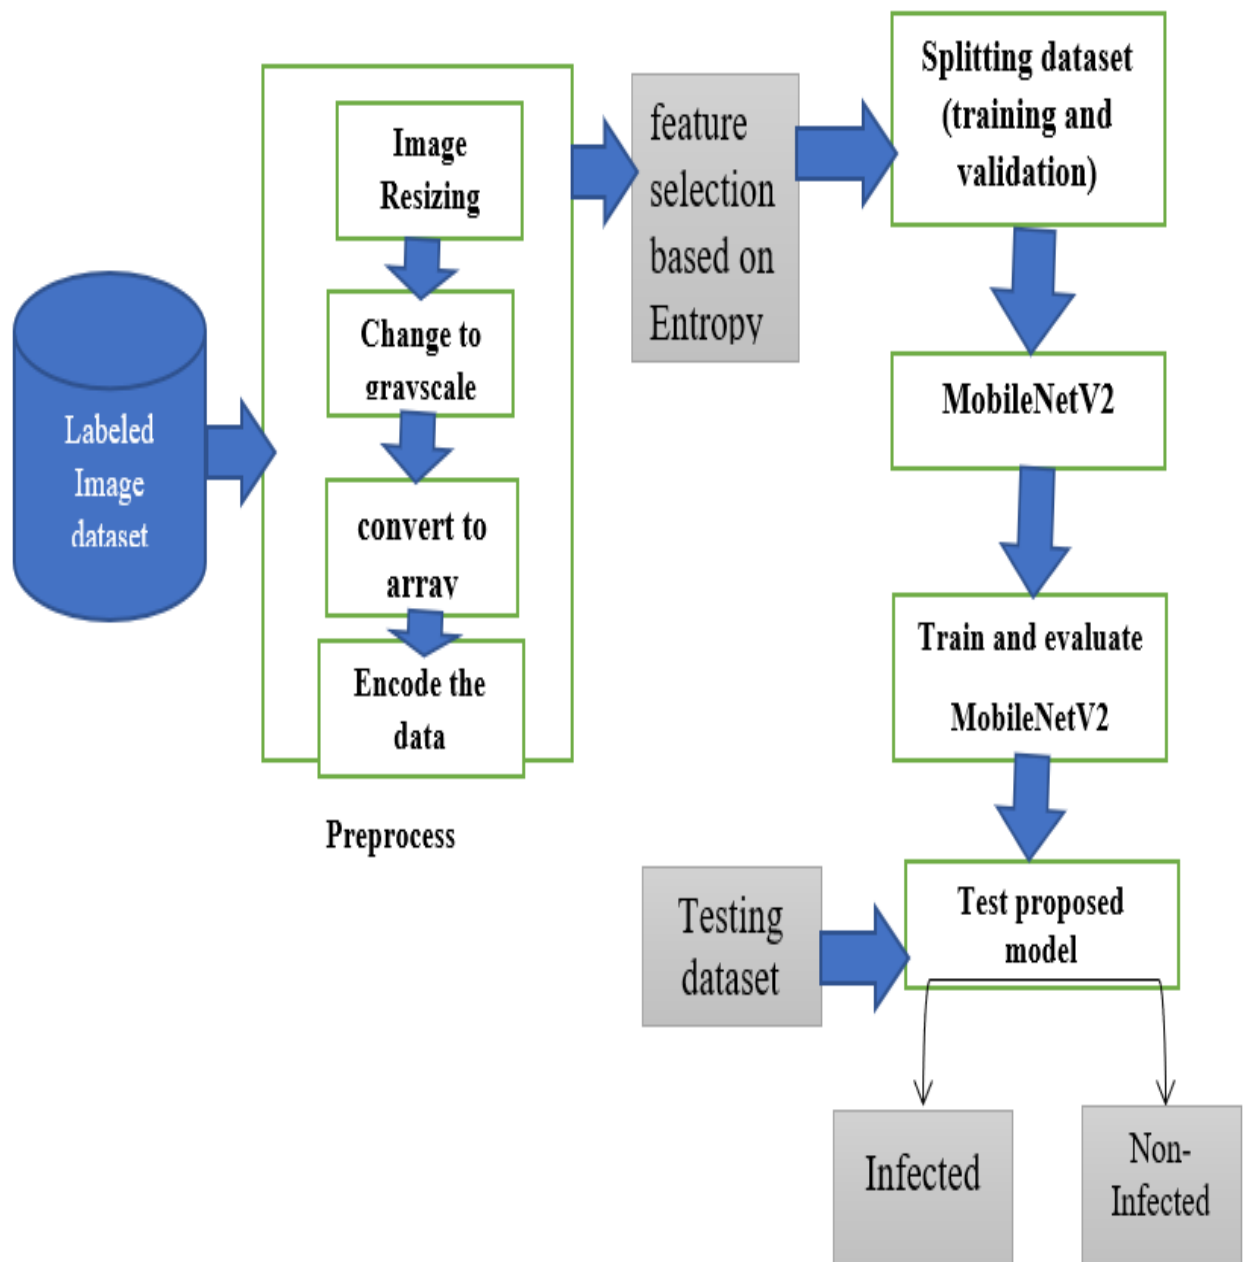 Labeled
Image
dataset
Image
Resizing
Change to
grayscale
convert to
array
Encode the
data
Preprocess
feature
selection
based on
Entropy
Splitting dataset
(training and
validation)
MobileNetV2
Train and evaluate
MobileNetV2
Testing
dataset
Test proposed
model
Infected
Non-
Infected